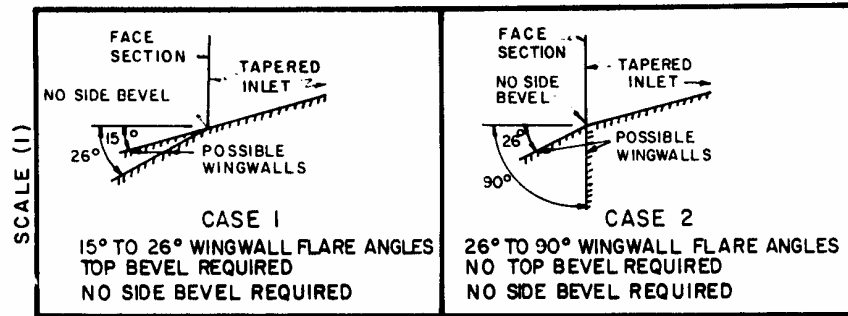 SCALE (1)
FACE
SECTION
TAPERED
INLET
NO SIDE BEVEL
15°
26°
POSSIBLE
WINGWALLS
CASE 1
15° TO 26° WINGWALL FLARE ANGLES
TOP BEVEL REQUIRED
NO SIDE BEVEL REQUIRED
FACE
SECTION
TAPERED
INLET
NO SIDE
BEVEL
26°
POSSIBLE
WINGWALLS
90°
CASE 2
26° TO 90° WINGWALL FLARE ANGLES
NO TOP BEVEL REQUIRED
NO SIDE BEVEL REQUIRED